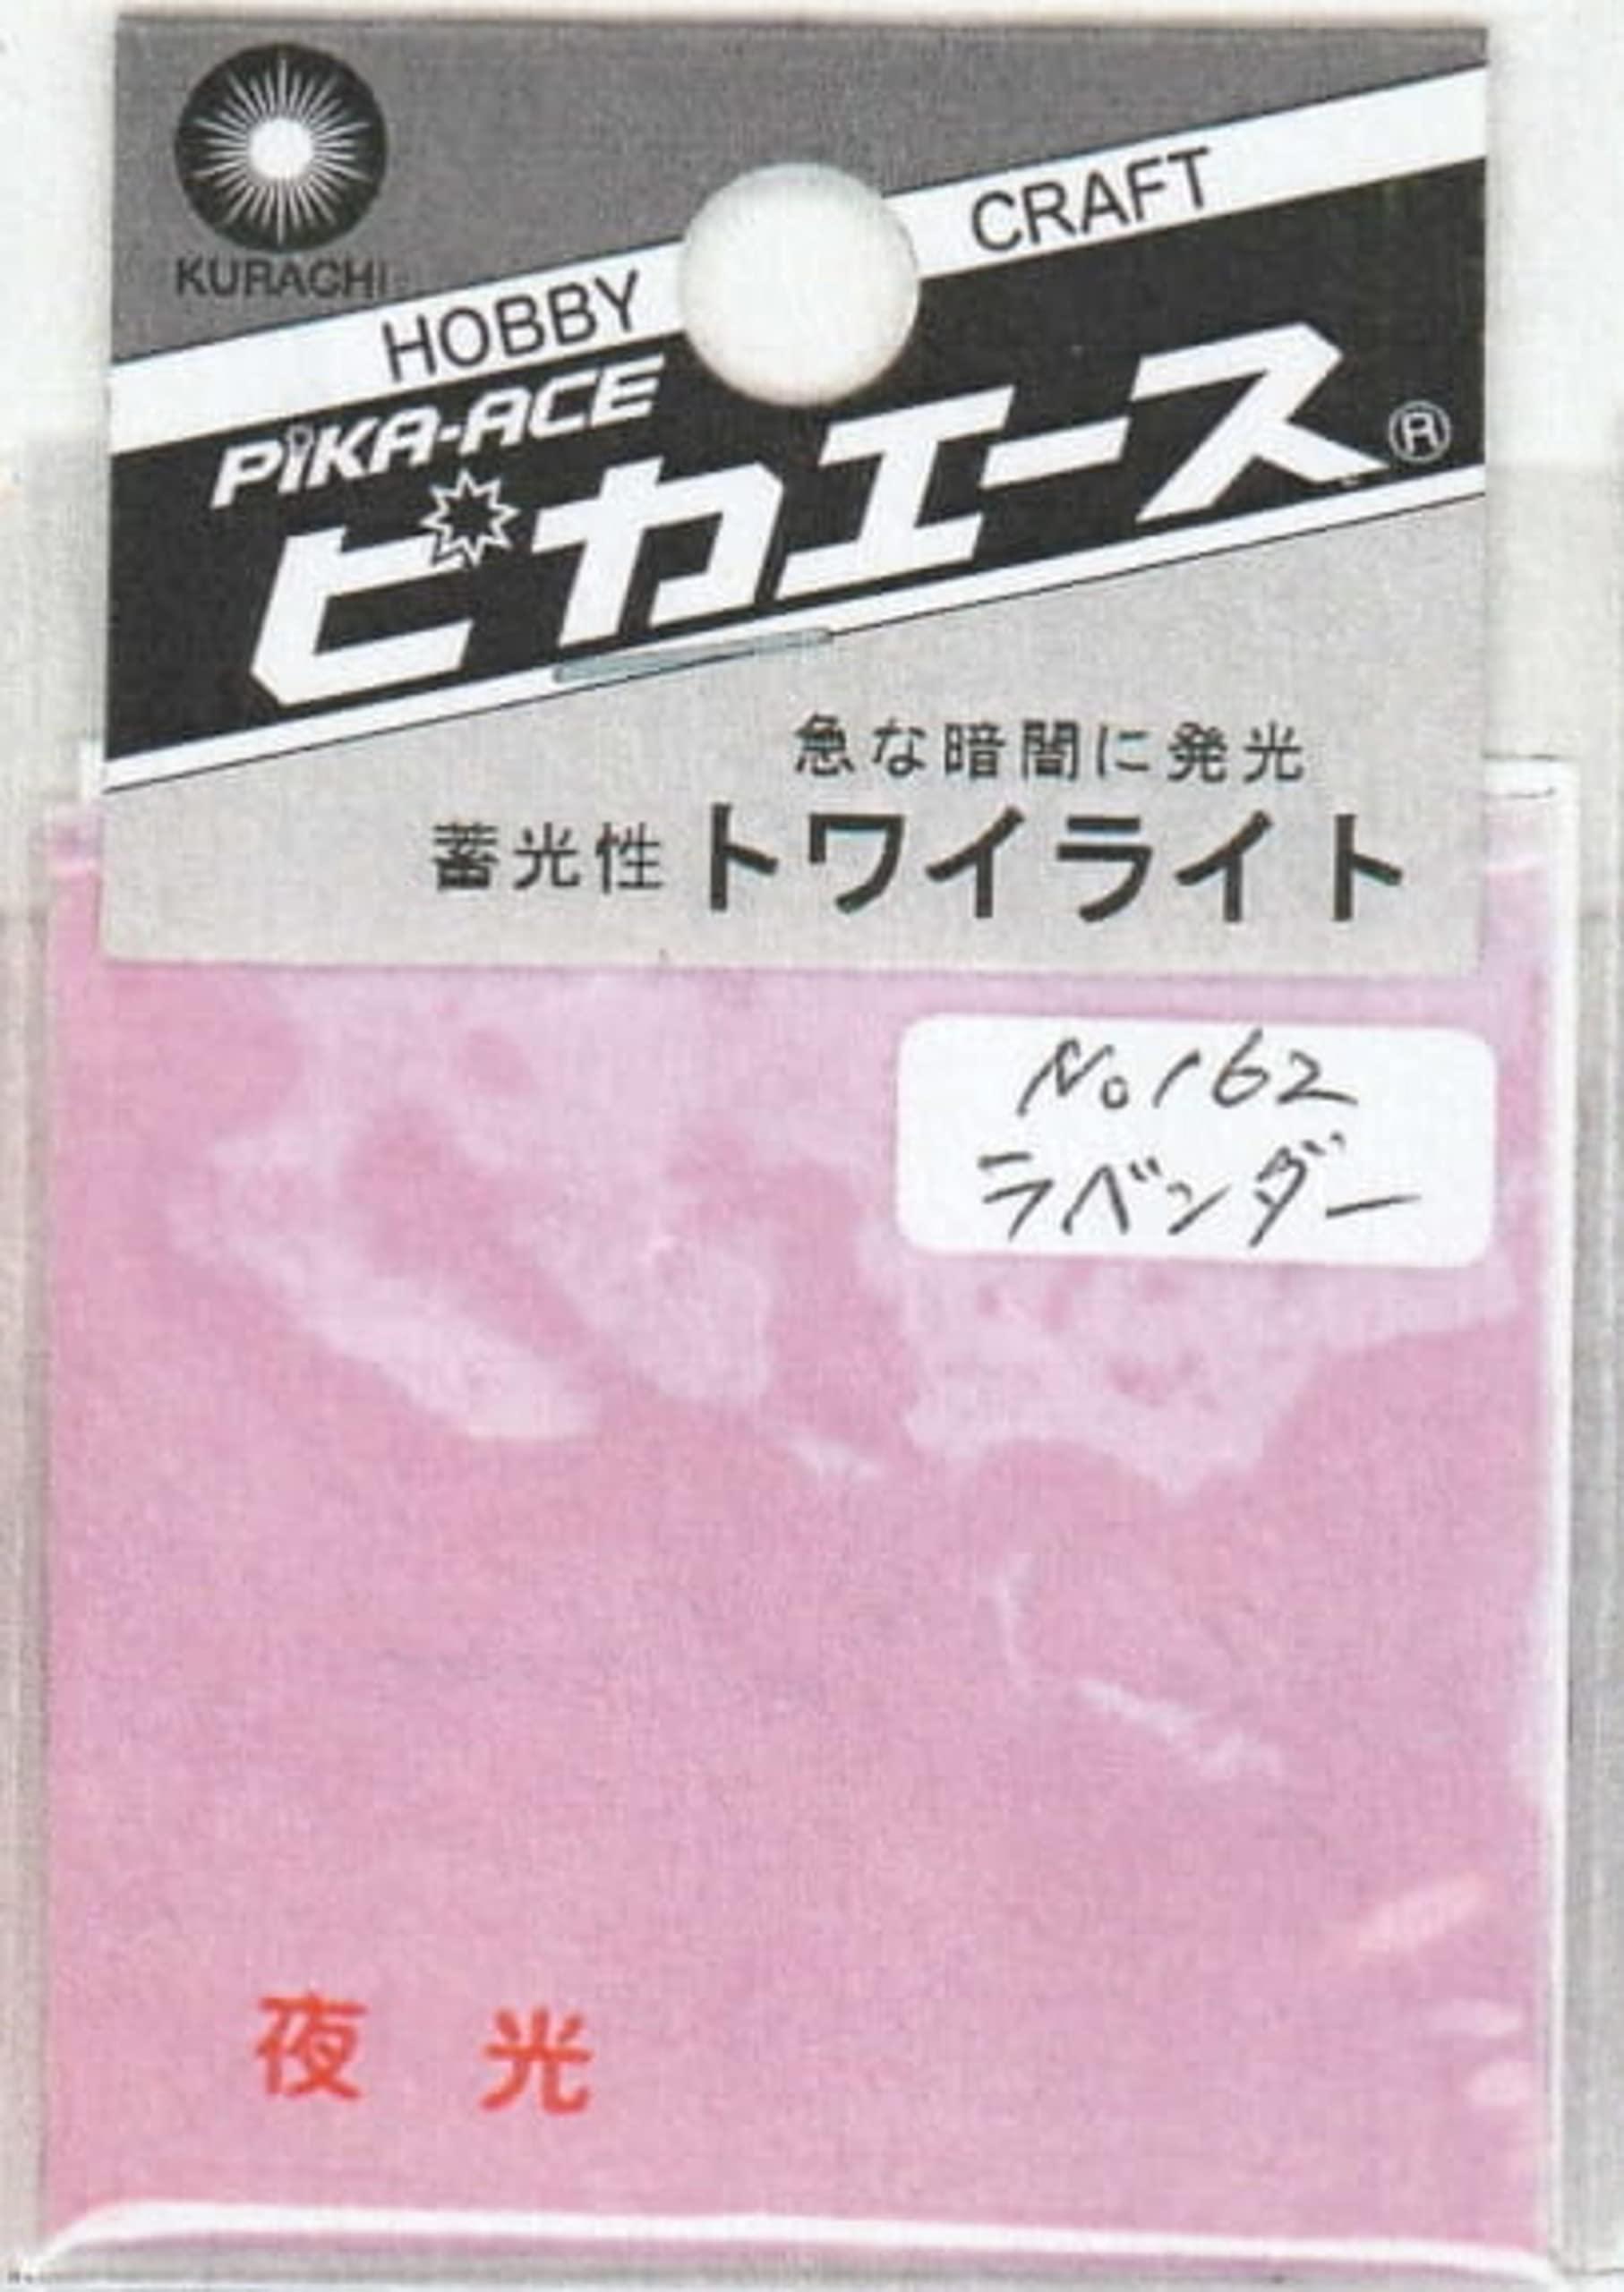 KURACHI
HOBBY CRAFT
PiKA-ACE
ピカエース®
急な暗闇に発光
蓄光性 トワイライト
No162
ラベンダー
夜光